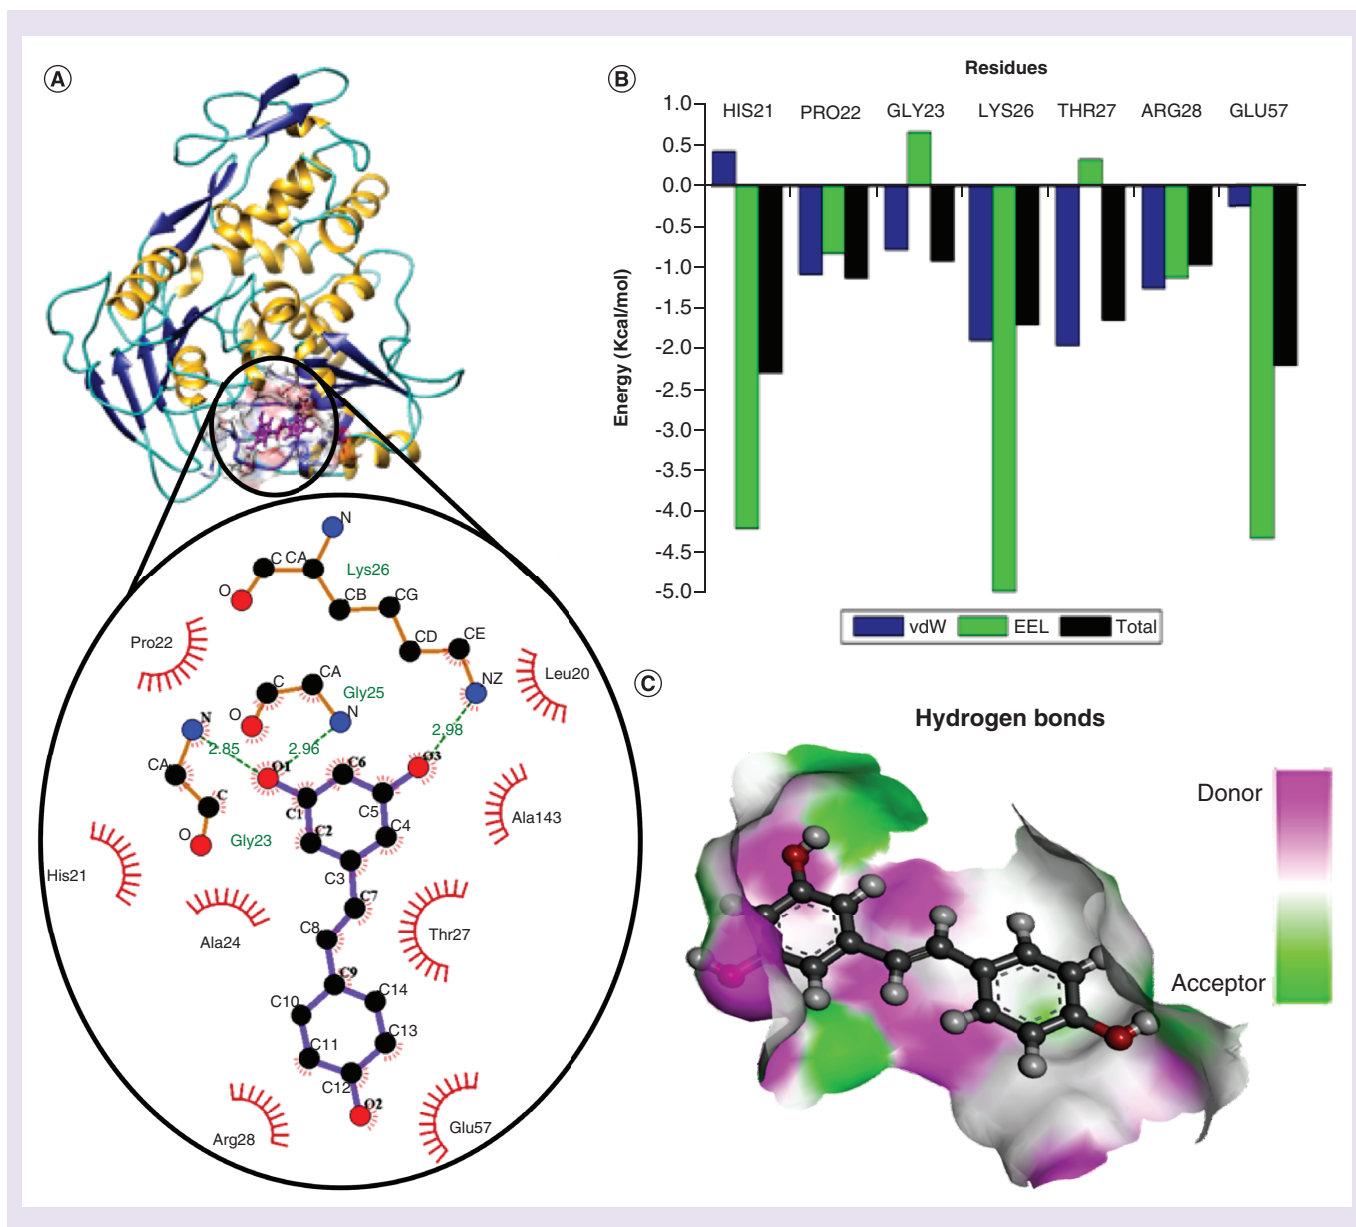 A
B
Residues
HIS21 PRO22 GLY23 LYS26 THR27 ARG28 GLU57
Energy (Kcal/mol)
1.0
0.5
0.0
-0.5
-1.0
-1.5
-2.0
-2.5
-3.0
-3.5
-4.0
-4.5
-5.0
vdW EEL Total
N
C CA
Lys26
O
CB CG
CD CE
NZ
Pro22
Leu20
CA
C
Gly25
O
N
N
2.85 2.96 2.98
CA
O1 C6 O3
C
C1 C5
C2 C4
O
Gly23
Ala143
C3
His21
C7
Ala24
C8
Thr27
C9
C10 C14
C11 C13
C12
O2
Arg28
Glu57
C
Hydrogen bonds
Donor
Acceptor